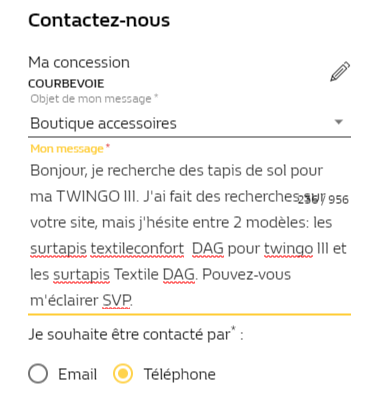 Contactez-nous
Ma concession
COURBEVOIE
Objet de mon message *
Boutique accessoires
Mon message *
Bonjour, je recherche des tapis de sol pour
ma TWINGO III. J'ai fait des recherches sur
/ 956
votre site, mais j'hésite entre 2 modèles: les
surtapis textileconfort DAG pour twingo III et
les surtapis Textile DAG. Pouvez-vous
m'éclairer SVP.
Je souhaite être contacté par* :
Email
Téléphone